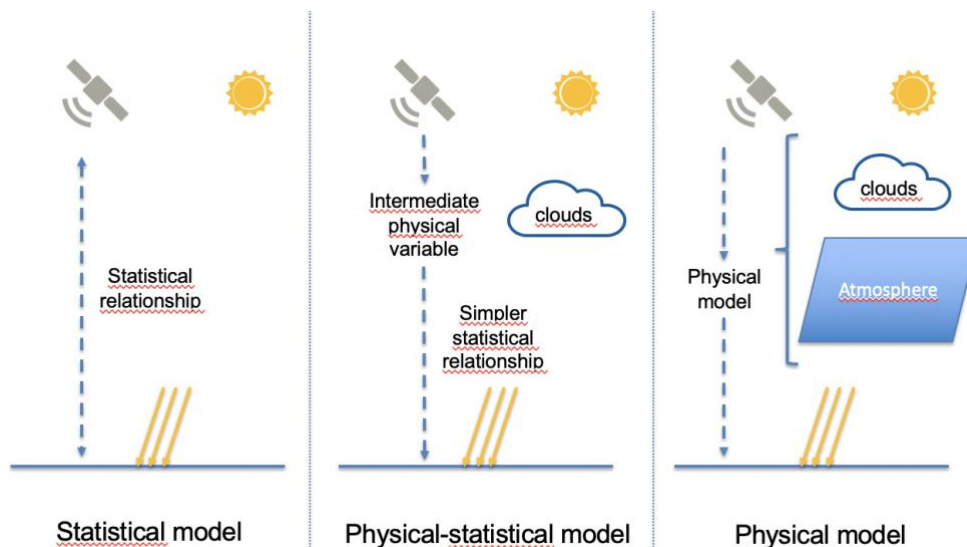 Statistical
relationship
Statistical model
Intermediate
physical
variable
clouds
Simpler
statistical
relationship
Physical-statistical model
clouds
Physical
model
Atmosphere
Physical model